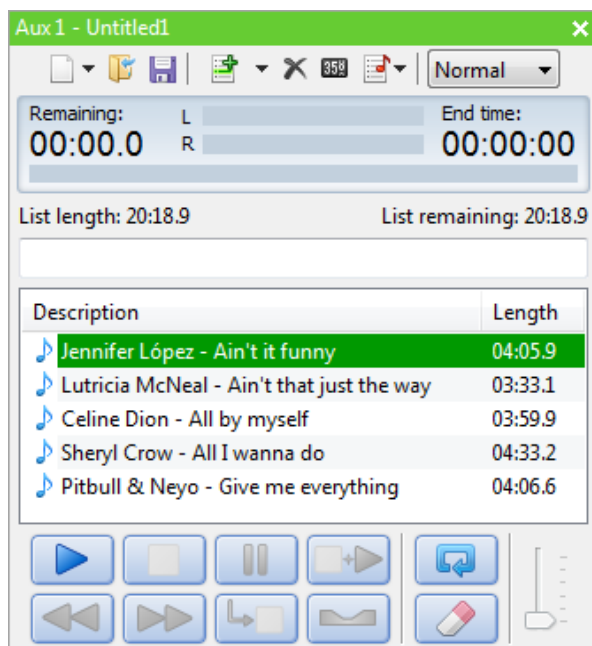 Aux 1 - Untitled1
359 Normal
Remaining: L End time:
00:00.0 R 00:00:00
List length: 20:18.9 List remaining: 20:18.9
Description Length
Jennifer López - Ain't it funny 04:05.9
Lutricia McNeal - Ain't that just the way 03:33.1
Celine Dion - All by myself 03:59.9
Sheryl Crow - All I wanna do 04:33.2
Pitbull & Neyo - Give me everything 04:06.6